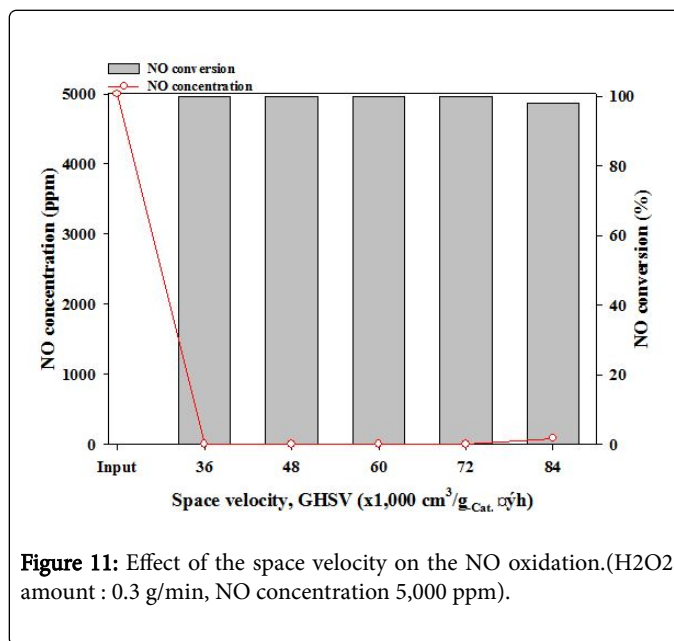 NO conversion
NO concentration
5000
4000
3000
2000
1000
0
NO concentration (ppm)
100
80
60
40
20
0
NO conversion (%)
Input 36 48 60 72 84
Space velocity, GHSV (x1,000 cm³/g-Cat. ¤ýh)
Figure 11: Effect of the space velocity on the NO oxidation.(H2O2
amount : 0.3 g/min, NO concentration 5,000 ppm).